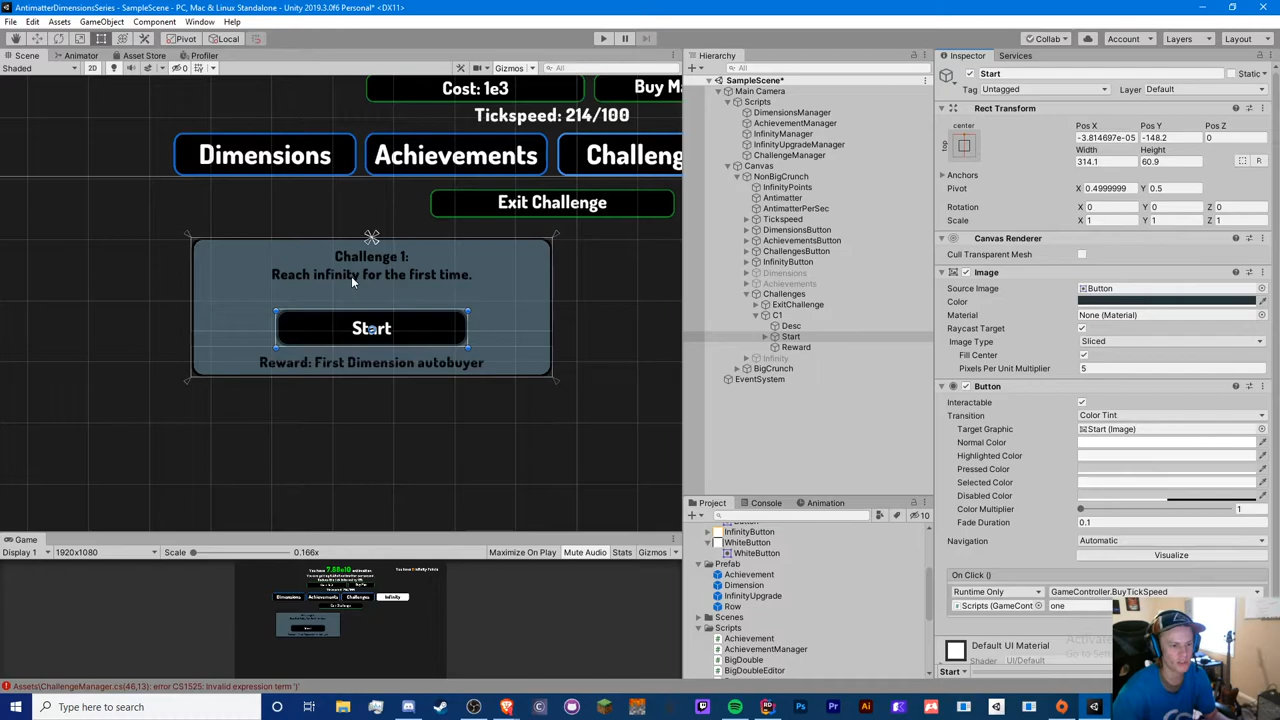 AntimatterDimensionsSeries - SampleScene - PC, Mac & Linux Standalone - Unity 2019.3.0f6 Personal* <DX11>
File Edit Assets GameObject Component Window Help
Pivot Local Collab Account Layers Layout
Scene Animator Asset Store Profiler
Shaded 2D 0 Gizmos All
Cost: 1e3
Buy Ma
Tickspeed: 214/100
Dimensions Achievements Challeng
Exit Challenge
Challenge 1:
Reach infinity for the first time.
Start
Reward: First Dimension autobuyer
Game
Display 1 1920x1080 Scale 0.166x Maximize On Play Mute Audio Stats Gizmos
Dimensions Achievements Challenges Infinity
Hierarchy
All
SampleScene*
Main Camera
Scripts
DimensionsManager
AchievementManager
InfinityManager
InfinityUpgradeManager
ChallengeManager
Canvas
NonBigCrunch
InfinityPoints
Antimatter
AntimatterPerSec
Tickspeed
DimensionsButton
AchievementsButton
ChallengesButton
InfinityButton
Dimensions
Achievements
Challenges
ExitChallenge
C1
Desc
Start
Reward
Infinity
BigCrunch
EventSystem
Project Console Animation
10
InfinityButton
WhiteButton
WhiteButton
Prefab
Achievement
Dimension
InfinityUpgrade
Row
Scenes
Scripts
Achievement
AchievementManager
BigDouble
BigDoubleEditor
Inspector Services
Start Static
Tag Untagged Layer Default
Rect Transform
center Pos X Pos Y Pos Z
top
-3.814697e-05 -148.2 0
Width Height
314.1 60.9
R
Anchors
Pivot X 0.4999999 Y 0.5
Rotation X 0 Y 0 Z 0
Scale X 1 Y 1 Z 1
Canvas Renderer
Cull Transparent Mesh
Image
Source Image Button
Color
Material None (Material)
Raycast Target
Image Type Sliced
Fill Center
Pixels Per Unit Multiplier 5
Button
Interactable
Transition Color Tint
Target Graphic Start (Image)
Normal Color
Highlighted Color
Pressed Color
Selected Color
Disabled Color
Color Multiplier 1
Fade Duration 0.1
Navigation Automatic
Visualize
On Click ()
Runtime Only GameController.BuyTickSpeed
Scripts (GameCont one
Default UI Material
Shader UI/Default
Start
Assets\ChallengeManager.cs(46,13): error CS1525: Invalid expression term ')'
Type here to search